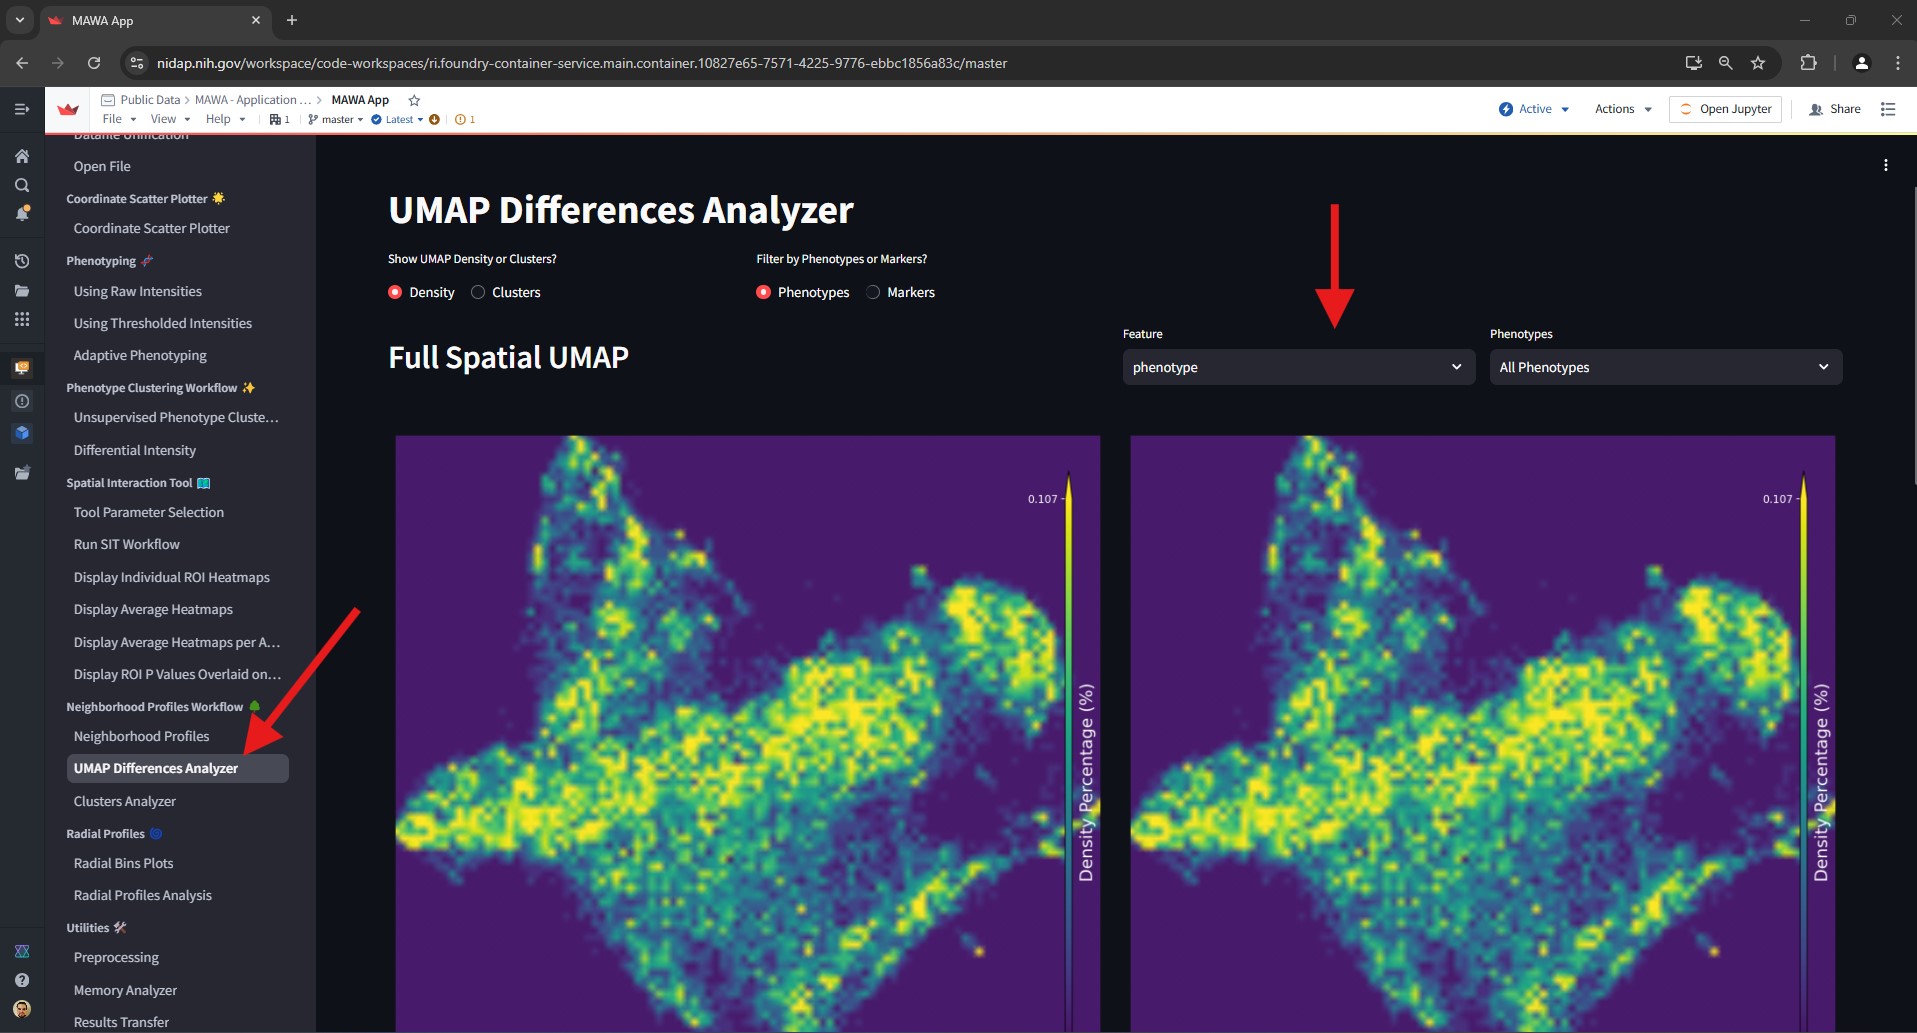 MAWA App
nidap.nih.gov/workspace/code-workspaces/ri.foundry-container-service.main.container.10827e65-7571-4225-9776-ebbc1856a83c/master
Public Data > MAWA - Application ... > MAWA App
File View Help 1 master Latest 1
Active Actions Open Jupyter Share
Datafile Unification
Open File
Coordinate Scatter Plotter
Coordinate Scatter Plotter
Phenotyping
Using Raw Intensities
Using Thresholded Intensities
Adaptive Phenotyping
Phenotype Clustering Workflow
Unsupervised Phenotype Cluste...
Differential Intensity
Spatial Interaction Tool
Tool Parameter Selection
Run SIT Workflow
Display Individual ROI Heatmaps
Display Average Heatmaps
Display Average Heatmaps per A...
Display ROI P Values Overlaid on...
Neighborhood Profiles Workflow
Neighborhood Profiles
UMAP Differences Analyzer
Clusters Analyzer
Radial Profiles
Radial Bins Plots
Radial Profiles Analysis
Utilities
Preprocessing
Memory Analyzer
Results Transfer
UMAP Differences Analyzer
Show UMAP Density or Clusters?
Density Clusters
Filter by Phenotypes or Markers?
Phenotypes Markers
Full Spatial UMAP
Feature
phenotype
Phenotypes
All Phenotypes
0.107
Density Percentage (%)
0.107
Density Percentage (%)